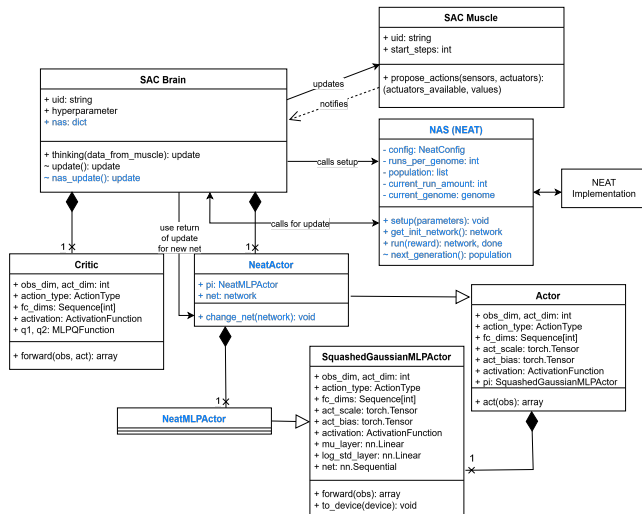 SAC Muscle
+ uid: string
+ start_steps: int
+ propose_actions(sensors, actuators):
(actuators_available, values)
SAC Brain
+ uid: string
+ hyperparameter
+ nas: dict
+ thinking(data_from_muscle): update
~ update(): update
~ nas_update(): update
updates
notifies
calls setup
calls for update
use return
of update
for new net
NAS (NEAT)
- config: NeatConfig
- runs_per_genome: int
- population: list
- current_run_amount: int
- current_genome: genome
+ setup(parameters): void
+ get_init_network(): network
+ run(reward): network, done
~ next_generation(): population
NEAT
Implementation
1
1
Critic
+ obs_dim, act_dim: int
+ action_type: ActionType
+ fc_dims: Sequence[int]
+ activation: ActivationFunction
+ q1, q2: MLPQFunction
+ forward(obs, act): array
NeatActor
+ pi: NeatMLPActor
+ net: network
+ change_net(network): void
Actor
+ obs_dim, act_dim: int
+ action_type: ActionType
+ fc_dims: Sequence[int]
+ act_scale: torch.Tensor
+ act_bias: torch.Tensor
+ activation: ActivationFunction
+ pi: SquashedGaussianMLPActor
+ act(obs): array
SquashedGaussianMLPActor
+ obs_dim, act_dim: int
+ action_type: ActionType
+ fc_dims: Sequence[int]
+ act_scale: torch.Tensor
+ act_bias: torch.Tensor
+ activation: ActivationFunction
+ mu_layer: nn.Linear
+ log_std_layer: nn.Linear
+ net: nn.Sequential
+ forward(obs): array
+ to_device(device): void
1
NeatMLPActor
1